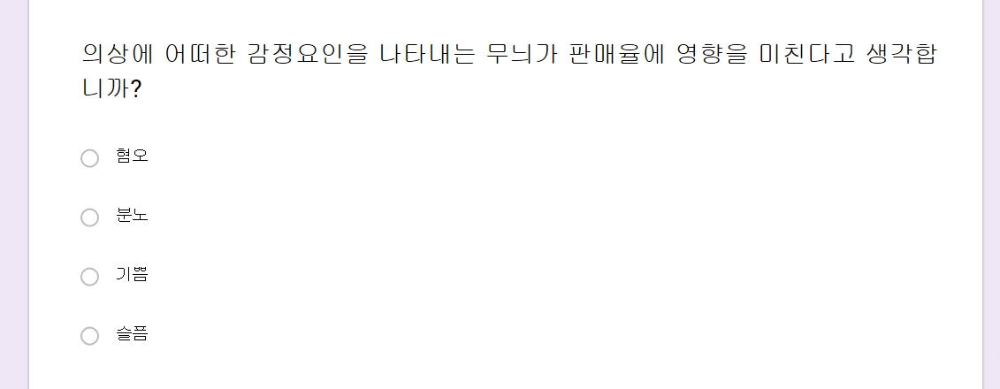 의상에 어떠한 감정요인을 나타내는 무늬가 판매율에 영향을 미친다고 생각합
니까?
혐오
분노
기쁨
슬픔